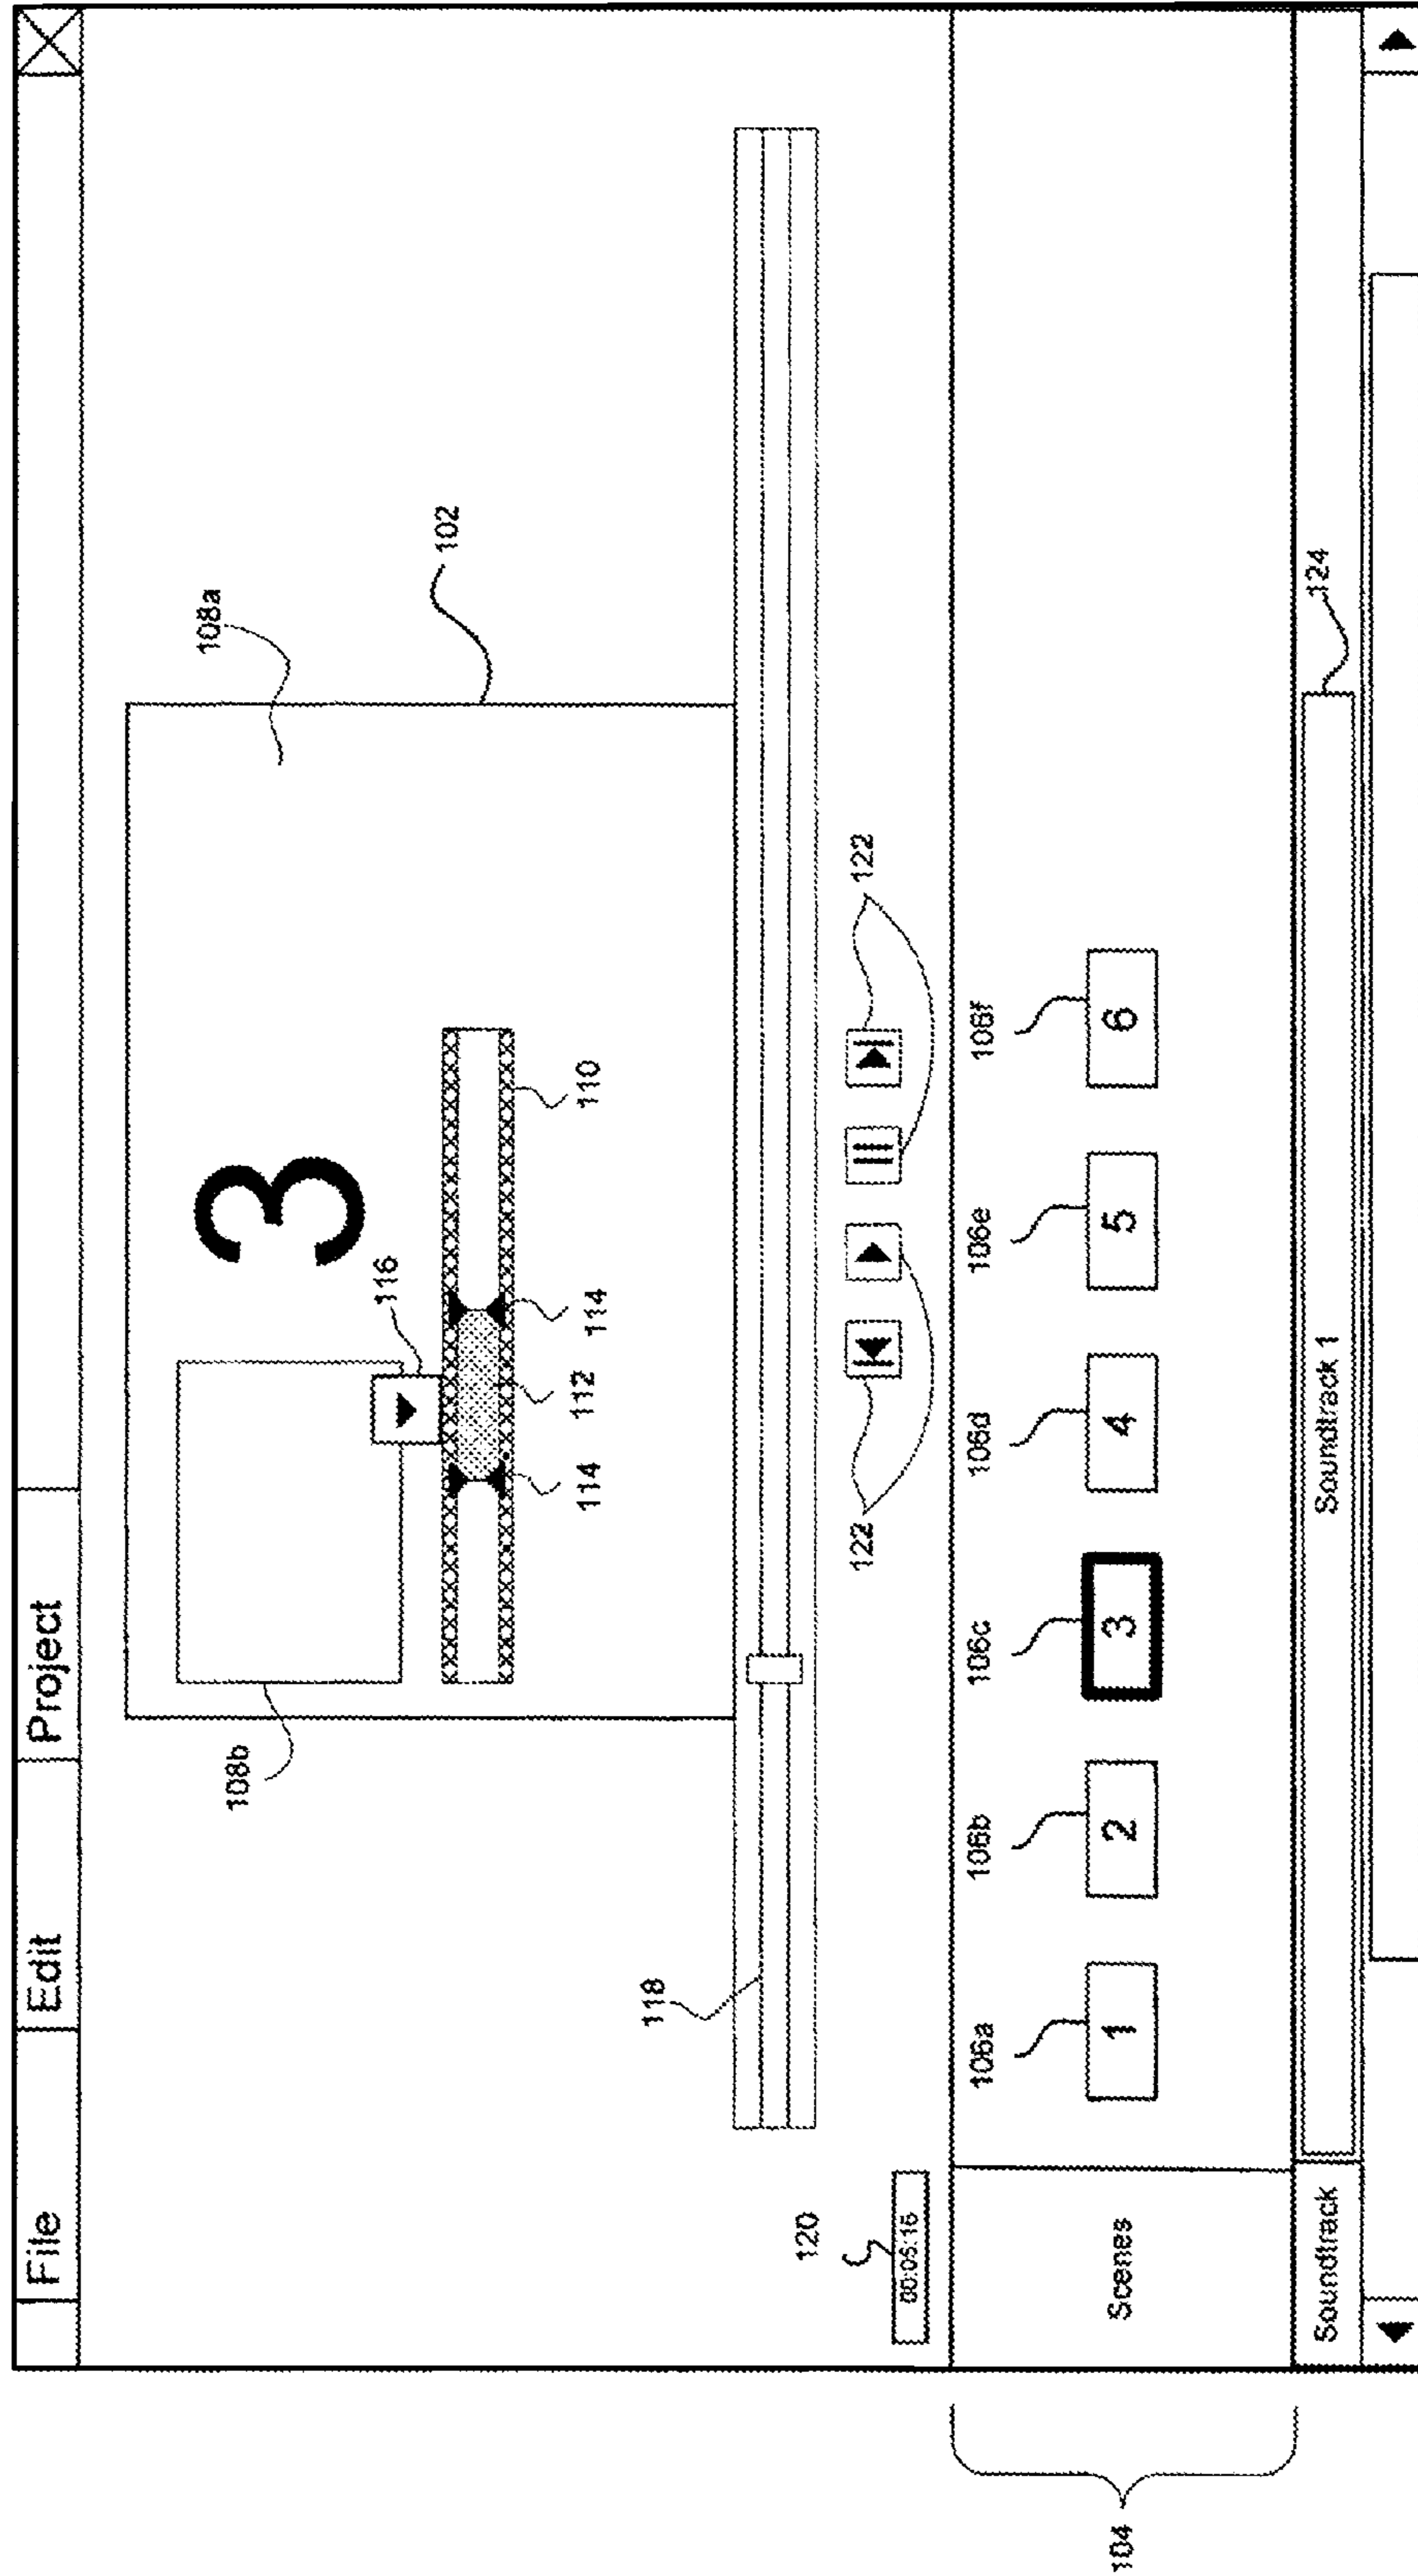 File Edit Project
108a
108b
3
102
116
110
114 112 114
118
122 122
120
00:05:15
106a 106b 106c 106d 106e 106f
104
Scenes
1 2 3 4 5 6
124
Soundtrack
Soundtrack 1